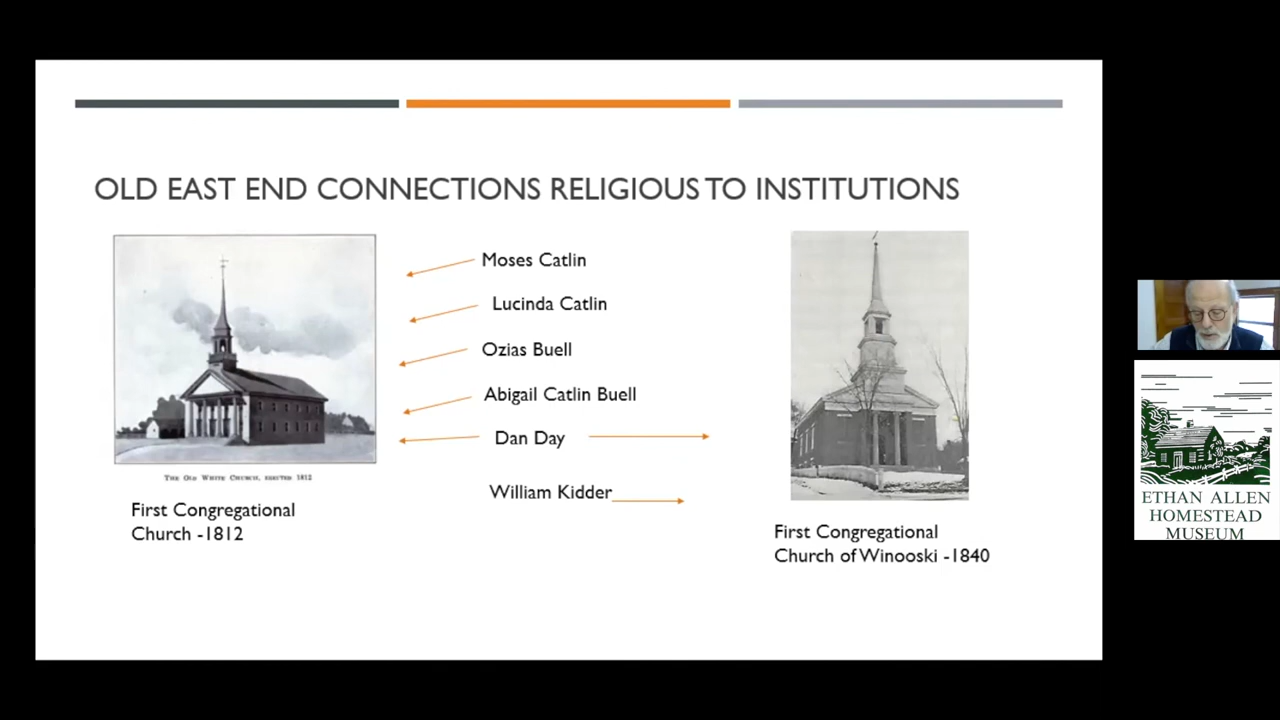 OLD EAST END CONNECTIONS RELIGIOUS TO INSTITUTIONS
Moses Catlin
Lucinda Catlin
Ozias Buell
Abigail Catlin Buell
Dan Day
William Kidder
THE OLD WHITE CHURCH, ERECTED 1812
First Congregational
Church -1812
First Congregational
Church of Winooski -1840
ETHAN ALLEN
HOMESTEAD
MUSEUM